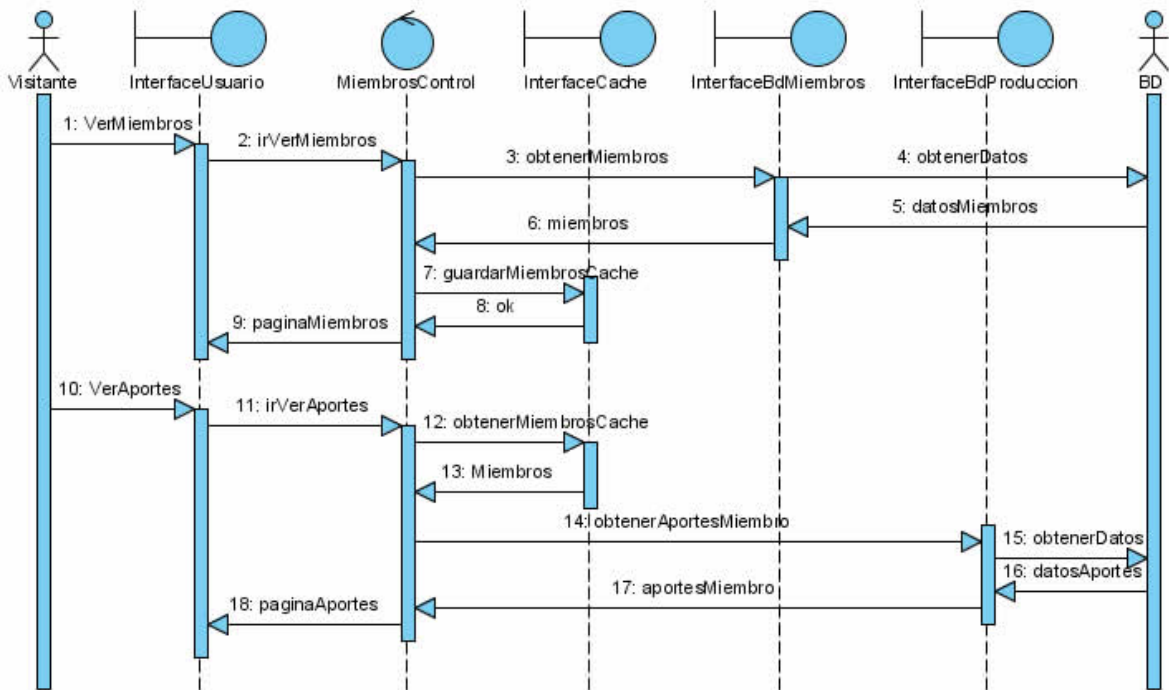 Visitante
InterfaceUsuario
MiembrosControl
InterfaceCache
InterfaceBdMiembros
InterfaceBdProduccion
BD
1: VerMiembros
2: irVerMiembros
3: obtenerMiembros
4: obtenerDatos
5: datosMiembros
6: miembros
7: guardarMiembrosCache
8: ok
9: paginaMiembros
10: VerAportes
11: irVerAportes
12: obtenerMiembrosCache
13: Miembros
14: obtenerAportesMiembro
15: obtenerDatos
16: datosAportes
17: aportesMiembro
18: paginaAportes